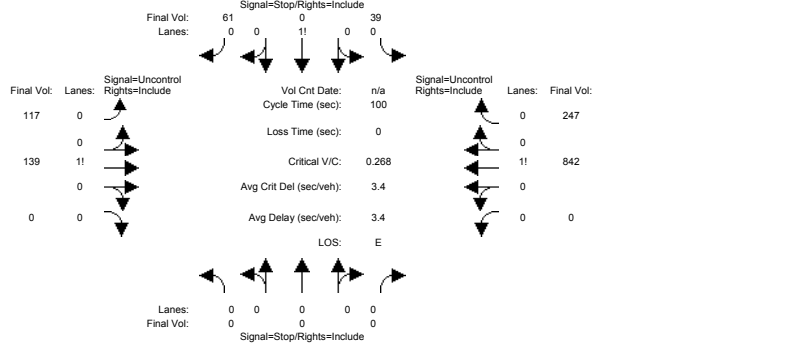 Signal=Stop/Rights=Include
Final Vol: 61 0 39
Lanes: 0 0 1! 0 0
Signal=Uncontrol Signal=Uncontrol
Final Vol: Lanes: Rights=Include Vol Cnt Date: n/a Rights=Include Lanes: Final Vol:
Cycle Time (sec): 100
117 0 0 247
Loss Time (sec): 0
0 0
139 1! Critical V/C: 0.268 1! 842
0 Avg Crit Del (sec/veh): 3.4 0
0 0 Avg Delay (sec/veh): 3.4 0 0
LOS: E
Lanes: 0 0 0 0 0
Final Vol: 0 0 0
Signal=Stop/Rights=Include